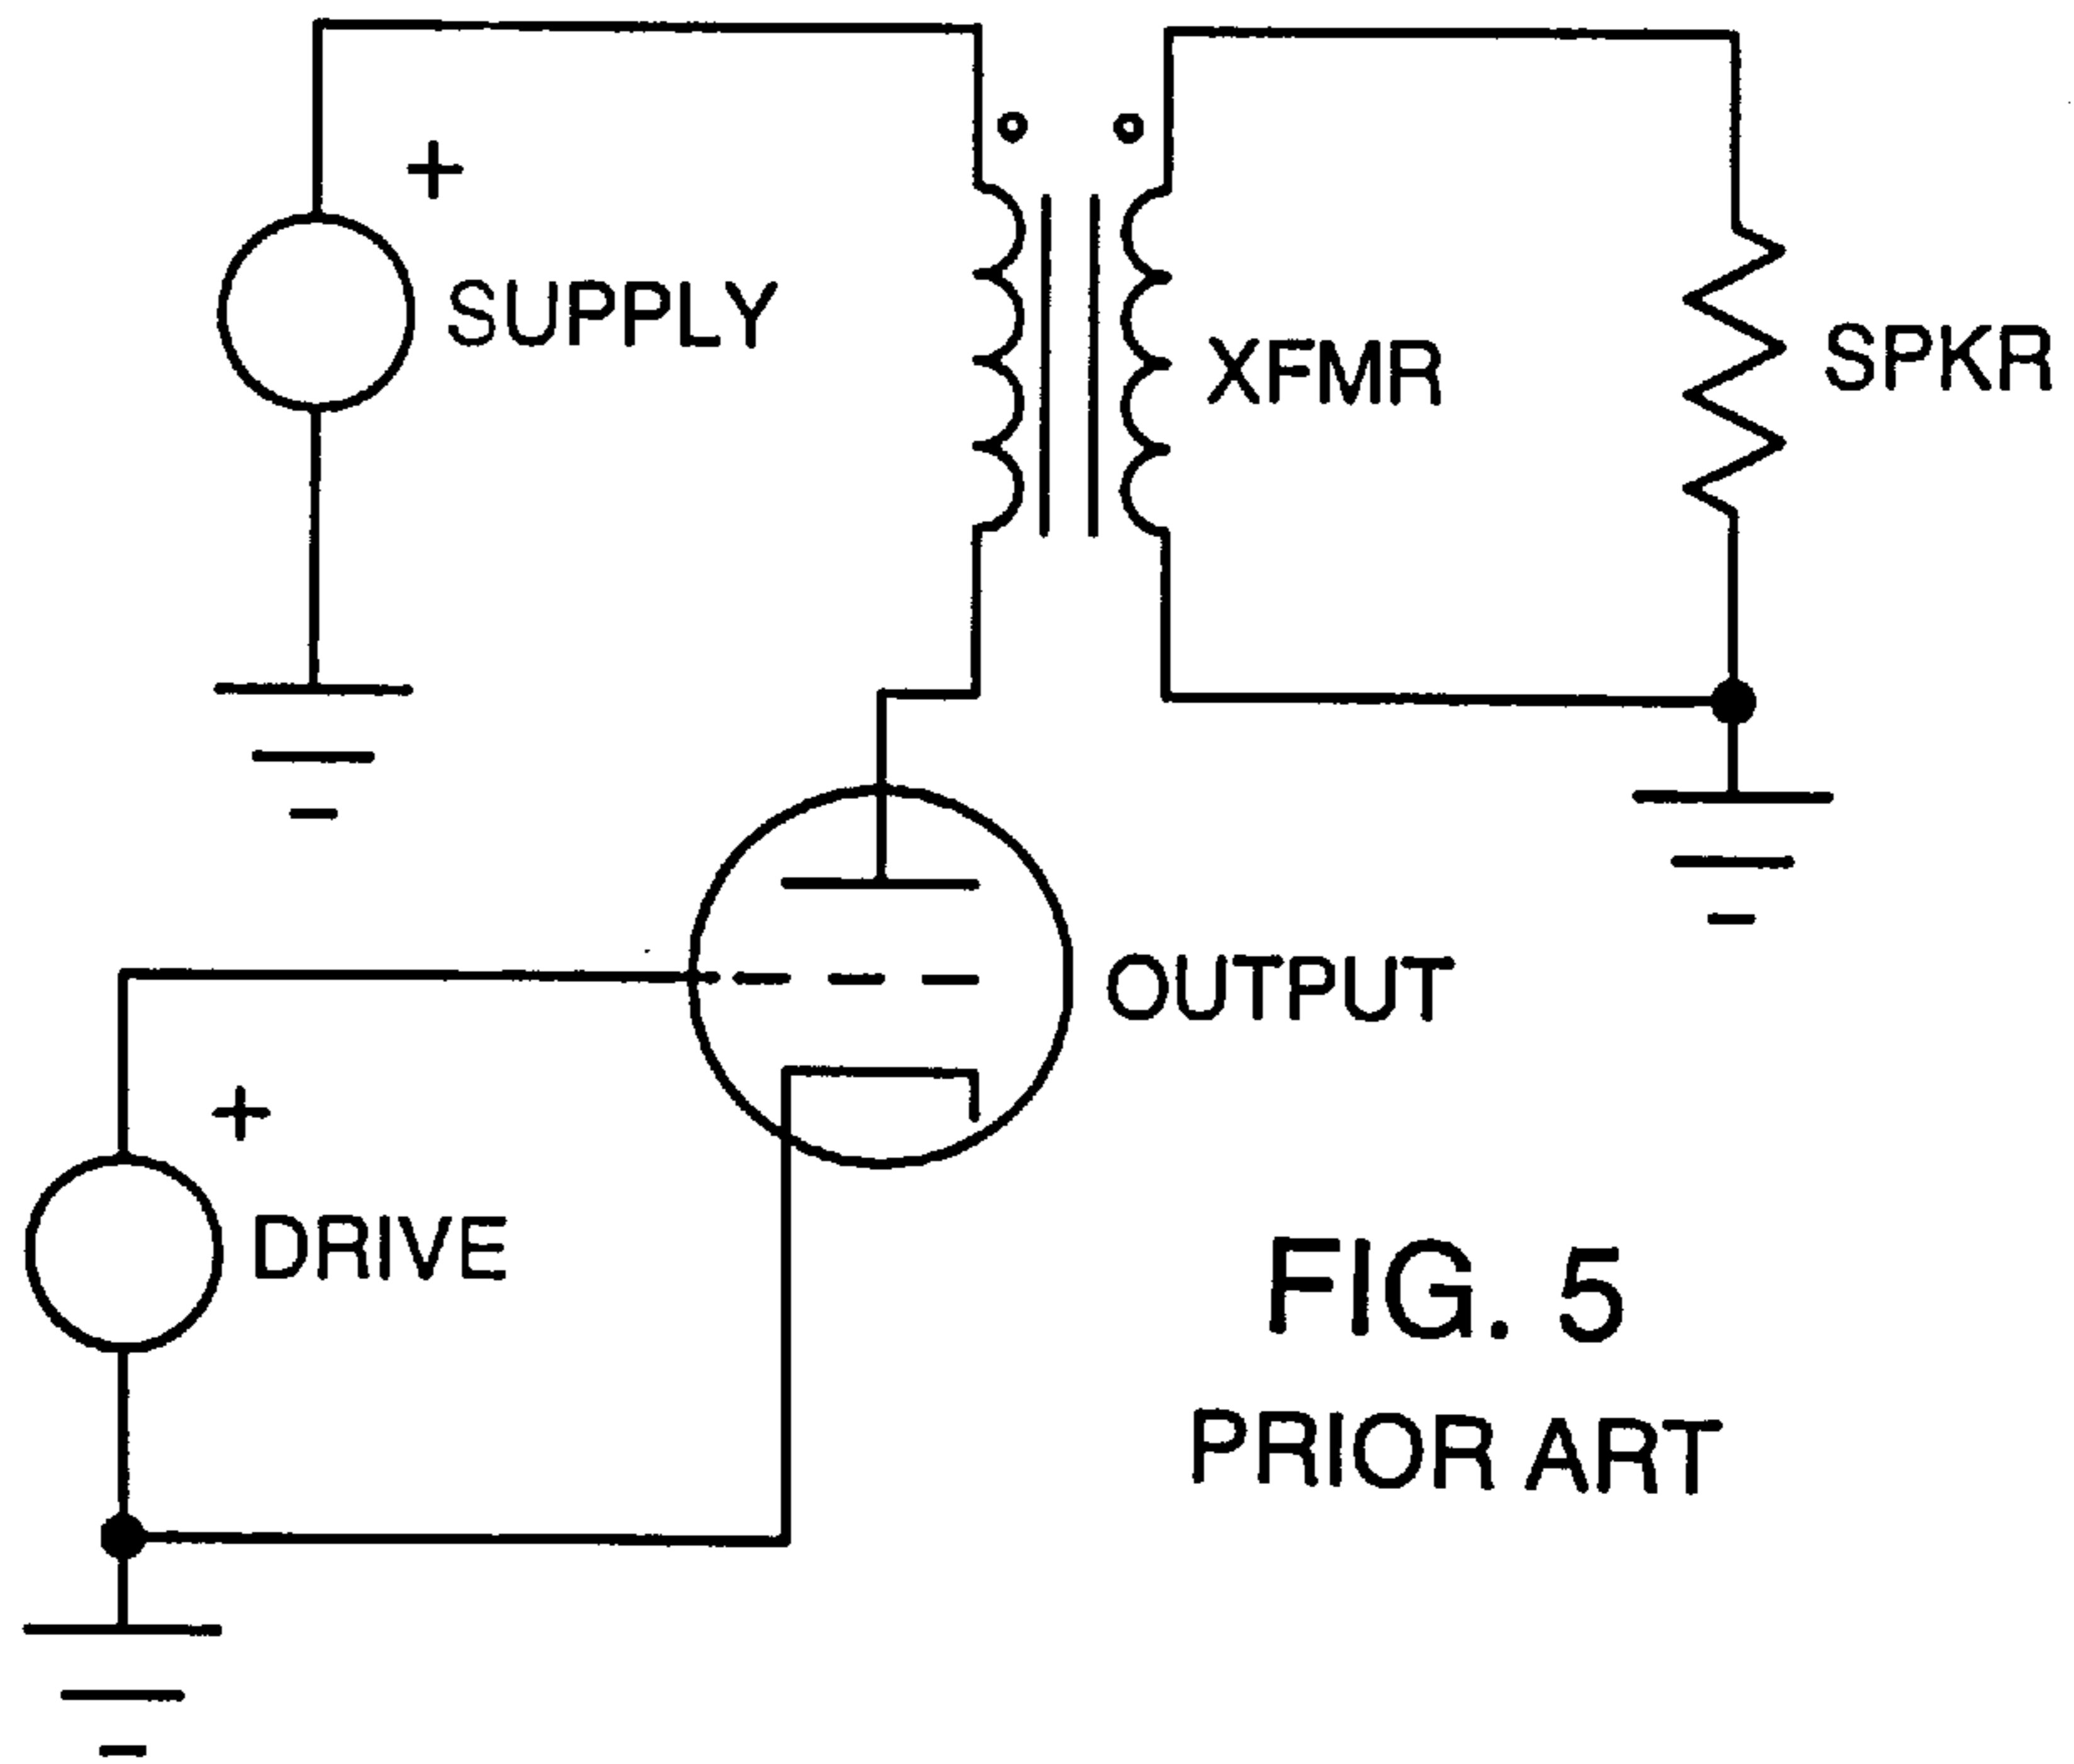 +
SUPPLY
XFMR
SPKR
OUTPUT
+
DRIVE
FIG. 5
PRIOR ART